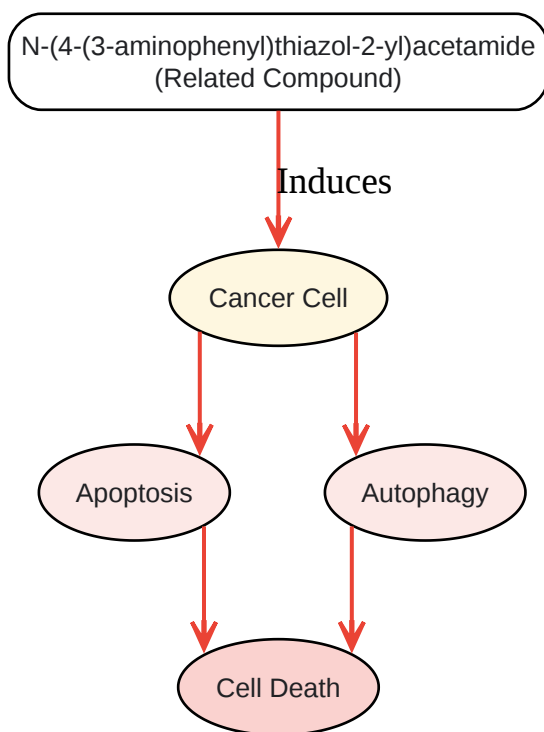 N-(4-(3-aminophenyl)thiazol-2-yl)acetamide
(Related Compound)
Induces
Cancer Cell
Apoptosis
Autophagy
Cell Death